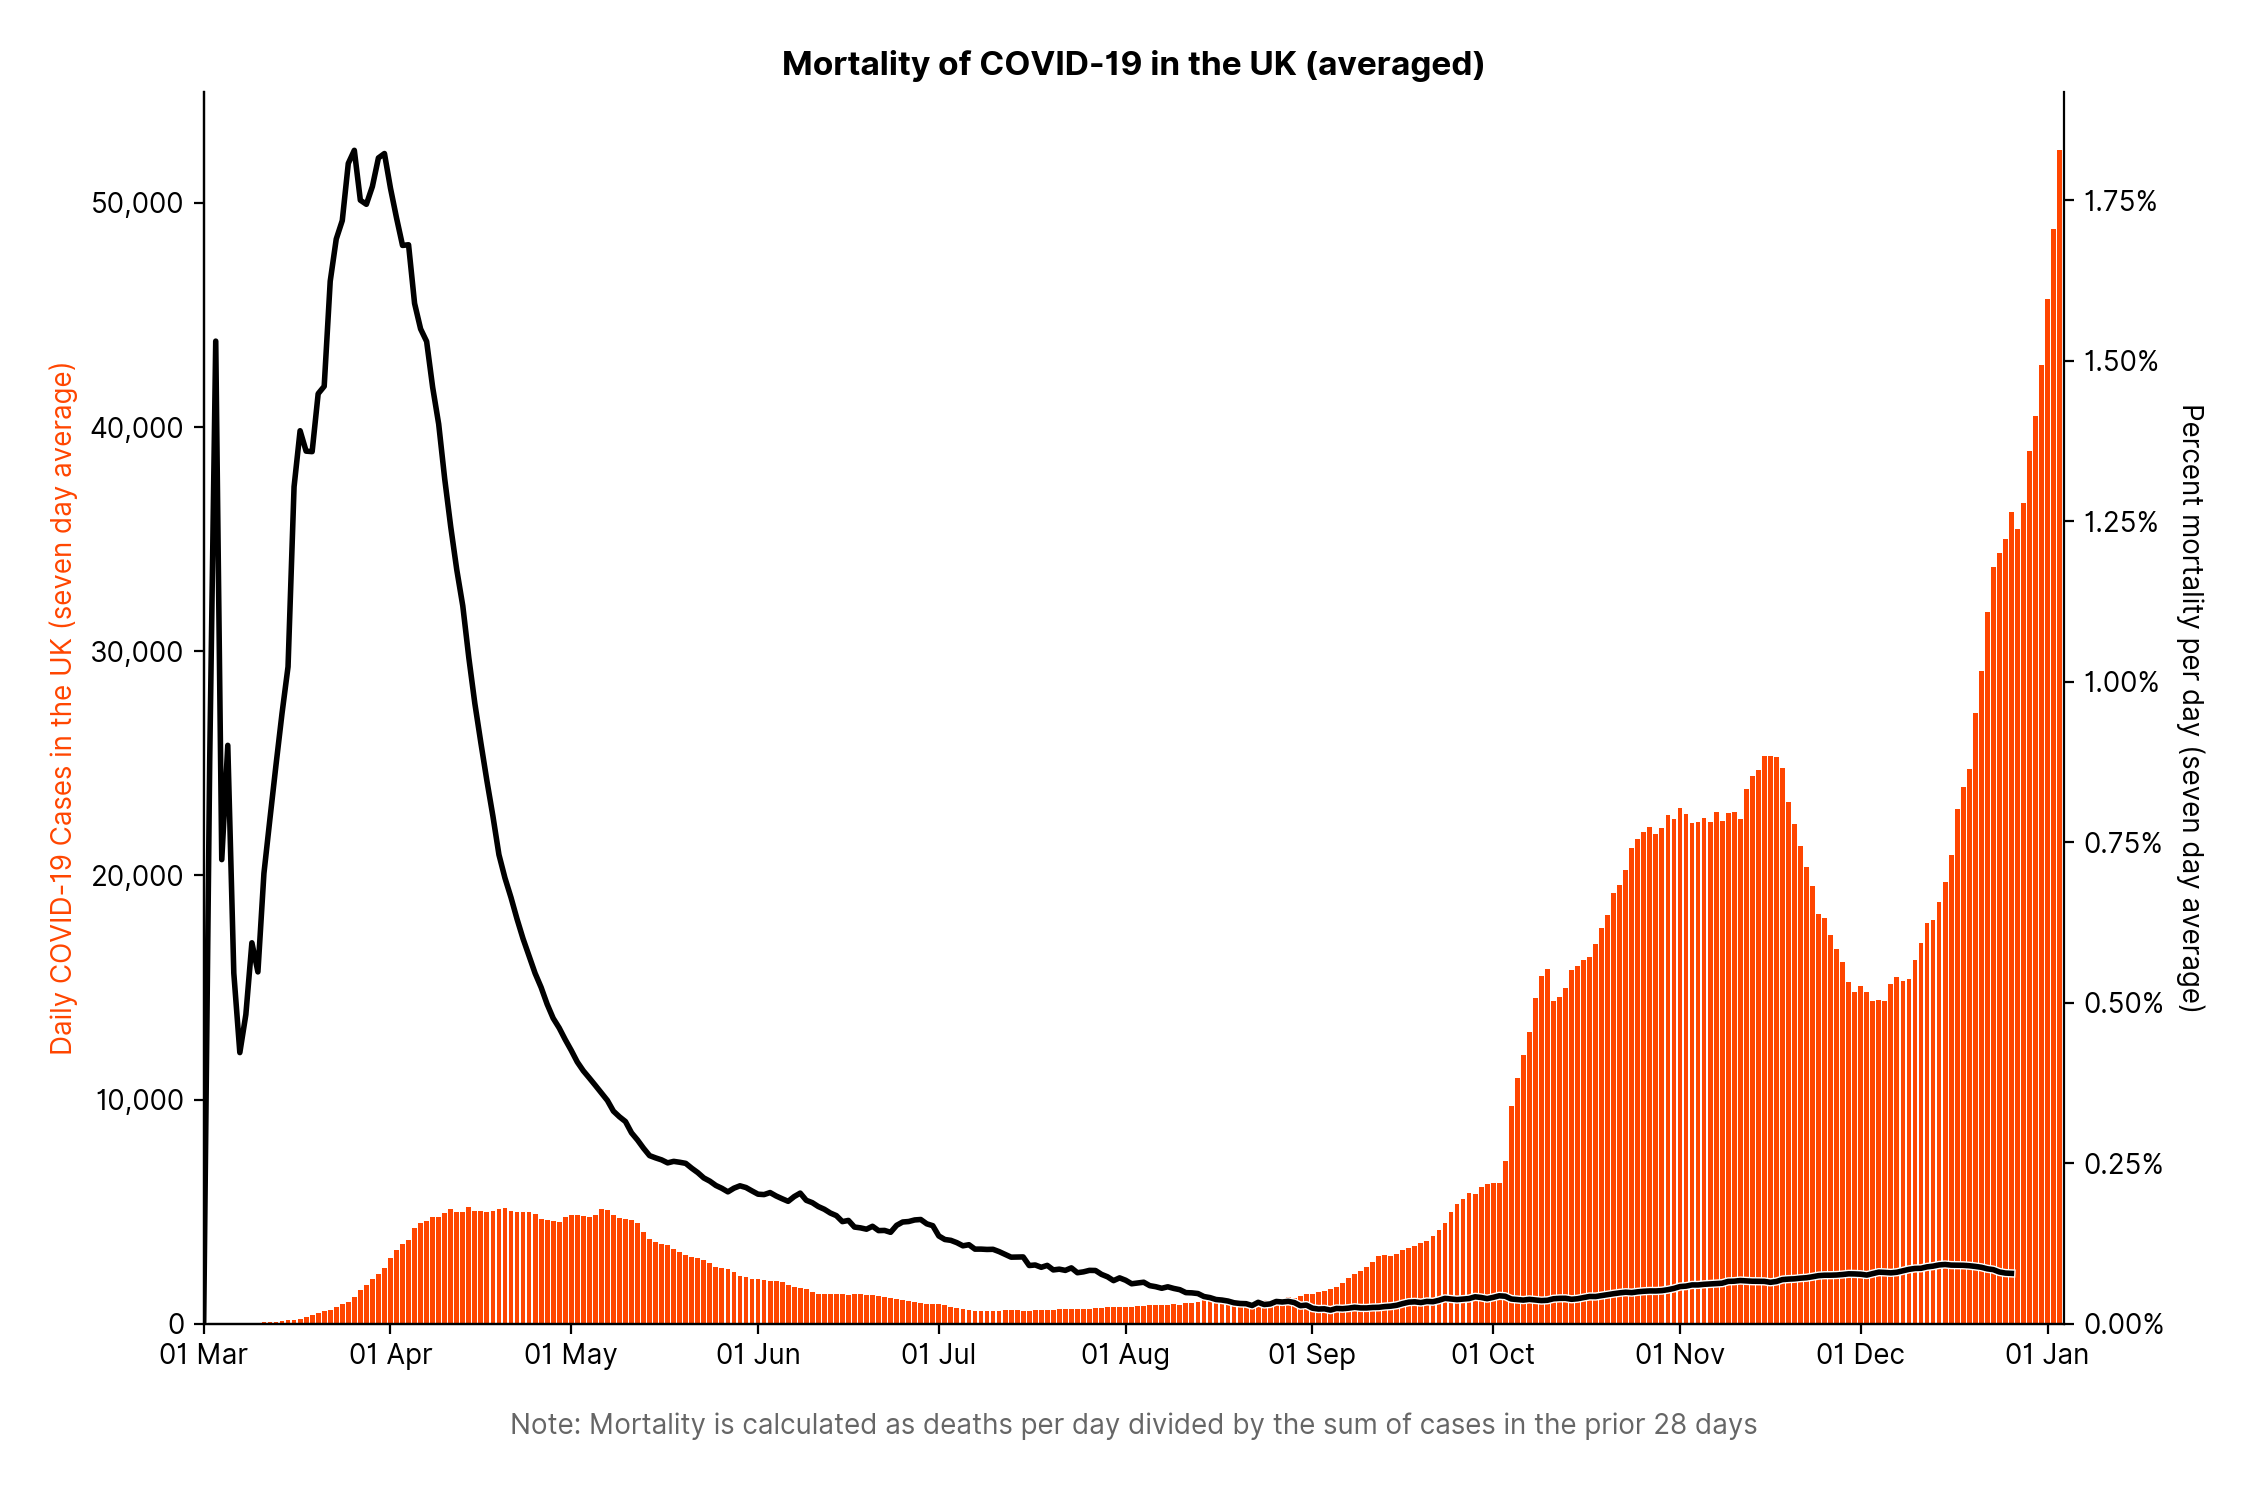 Mortality of COVID-19 in the UK (averaged)
Daily COVID-19 Cases in the UK (seven day average)
50,000
40,000
30,000
20,000
10,000
0
1.75%
1.50%
1.25%
1.00%
0.75%
0.50%
0.25%
0.00%
Percent mortality per day (seven day average)
01 Mar
01 Apr
01 May
01 Jun
01 Jul
01 Aug
01 Sep
01 Oct
01 Nov
01 Dec
01 Jan
Note: Mortality is calculated as deaths per day divided by the sum of cases in the prior 28 days